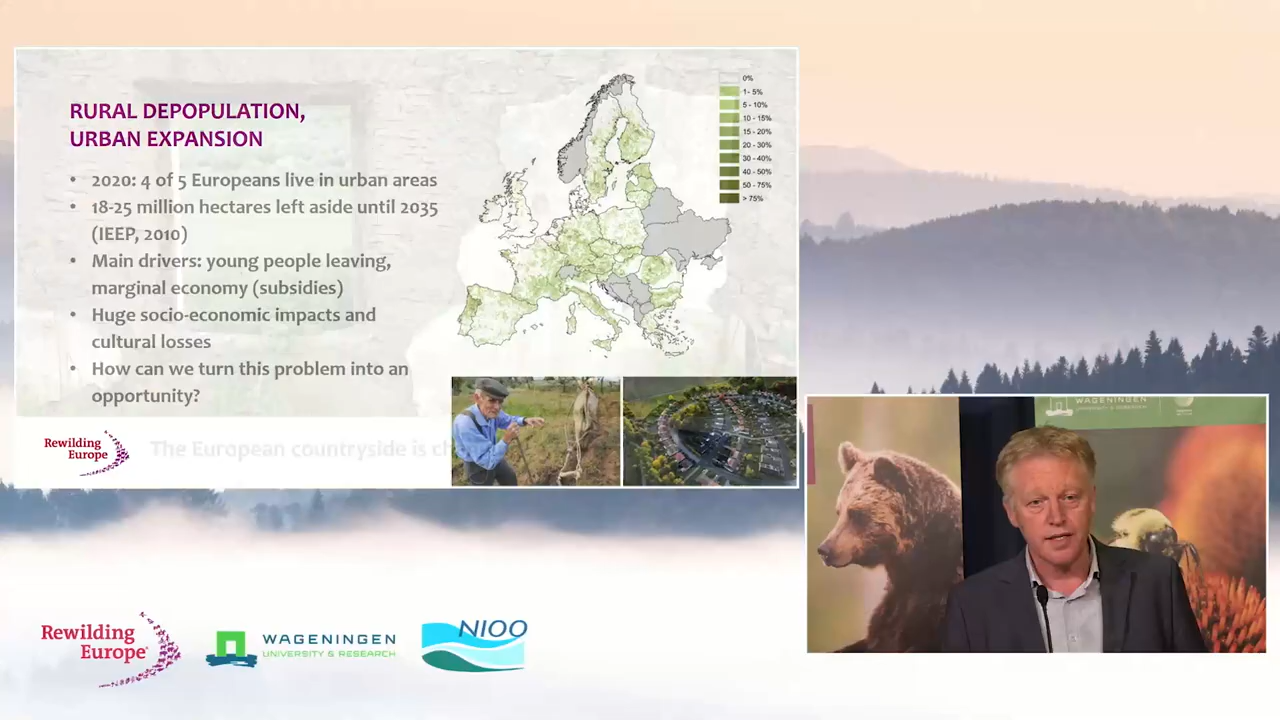 RURAL DEPOPULATION,
URBAN EXPANSION
• 2020: 4 of 5 Europeans live in urban areas
• 18-25 million hectares left aside until 2035
(IEEP, 2010)
• Main drivers: young people leaving,
marginal economy (subsidies)
• Huge socio-economic impacts and
cultural losses
• How can we turn this problem into an
opportunity?
0%
1- 5%
5 - 10%
10 - 15%
15 - 20%
20 - 30%
30 - 40%
40 - 50%
50 - 75%
> 75%
Rewilding
Europe
The European countryside is
WAGENINGEN
UNIVERSITY & RESEARCH
Rewilding
Europe
WAGENINGEN
UNIVERSITY & RESEARCH
NIOO